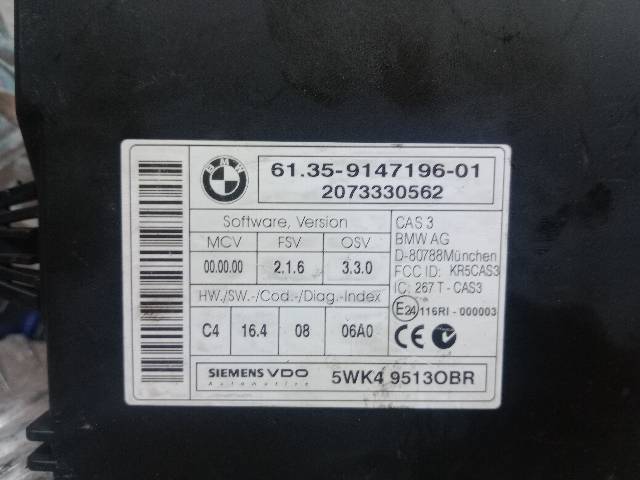 BMW
61.35-9147196-01
2073330562
Software, Version
MCV FSV OSV
00.00.00 2.1.6 3.3.0
HW./SW.-/Cod.-/Diag.-Index
C4 16.4 08 06A0
CAS 3
BMW AG
D-80788München
FCC ID: KR5CAS3
IC: 267 T - CAS3
E24 116RI - 000003
CE
SIEMENS VDO
Automotive
5WK4 9513OBR